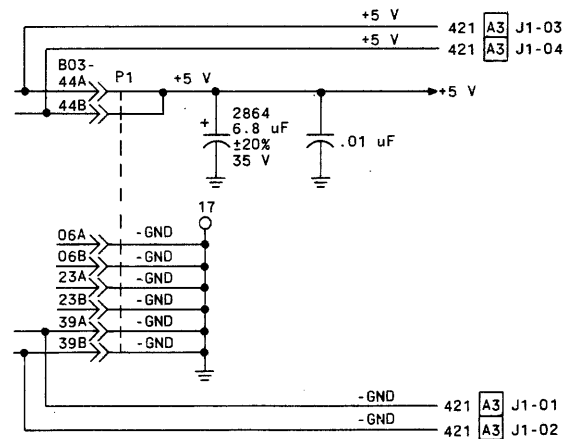 +5 V
421 A3 J1-03
+5 V
421 A3 J1-04
B03-
44A P1 +5 V
+5 V
44B
+ 2864
6.8 uF
±20%
35 V
.01 uF
17
06A -GND
06B -GND
23A -GND
23B -GND
39A -GND
39B -GND
-GND
421 A3 J1-01
-GND
421 A3 J1-02